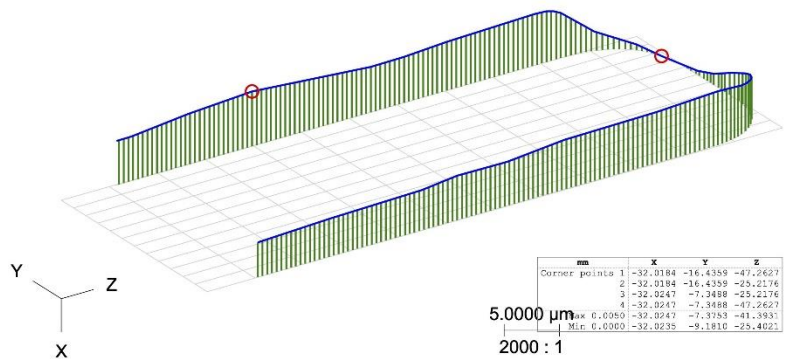 Y
Z
X
5.0000 µm
2000 : 1
mm X Y Z
Corner points 1 -32.0184 -16.4359 -47.2627
2 -32.0184 -16.4359 -25.2176
3 -32.0247 -7.3488 -25.2176
4 -32.0247 -7.3488 -47.2627
Max 0.0050 -32.0247 -7.3753 -41.3931
Min 0.0000 -32.0235 -9.1810 -25.4021